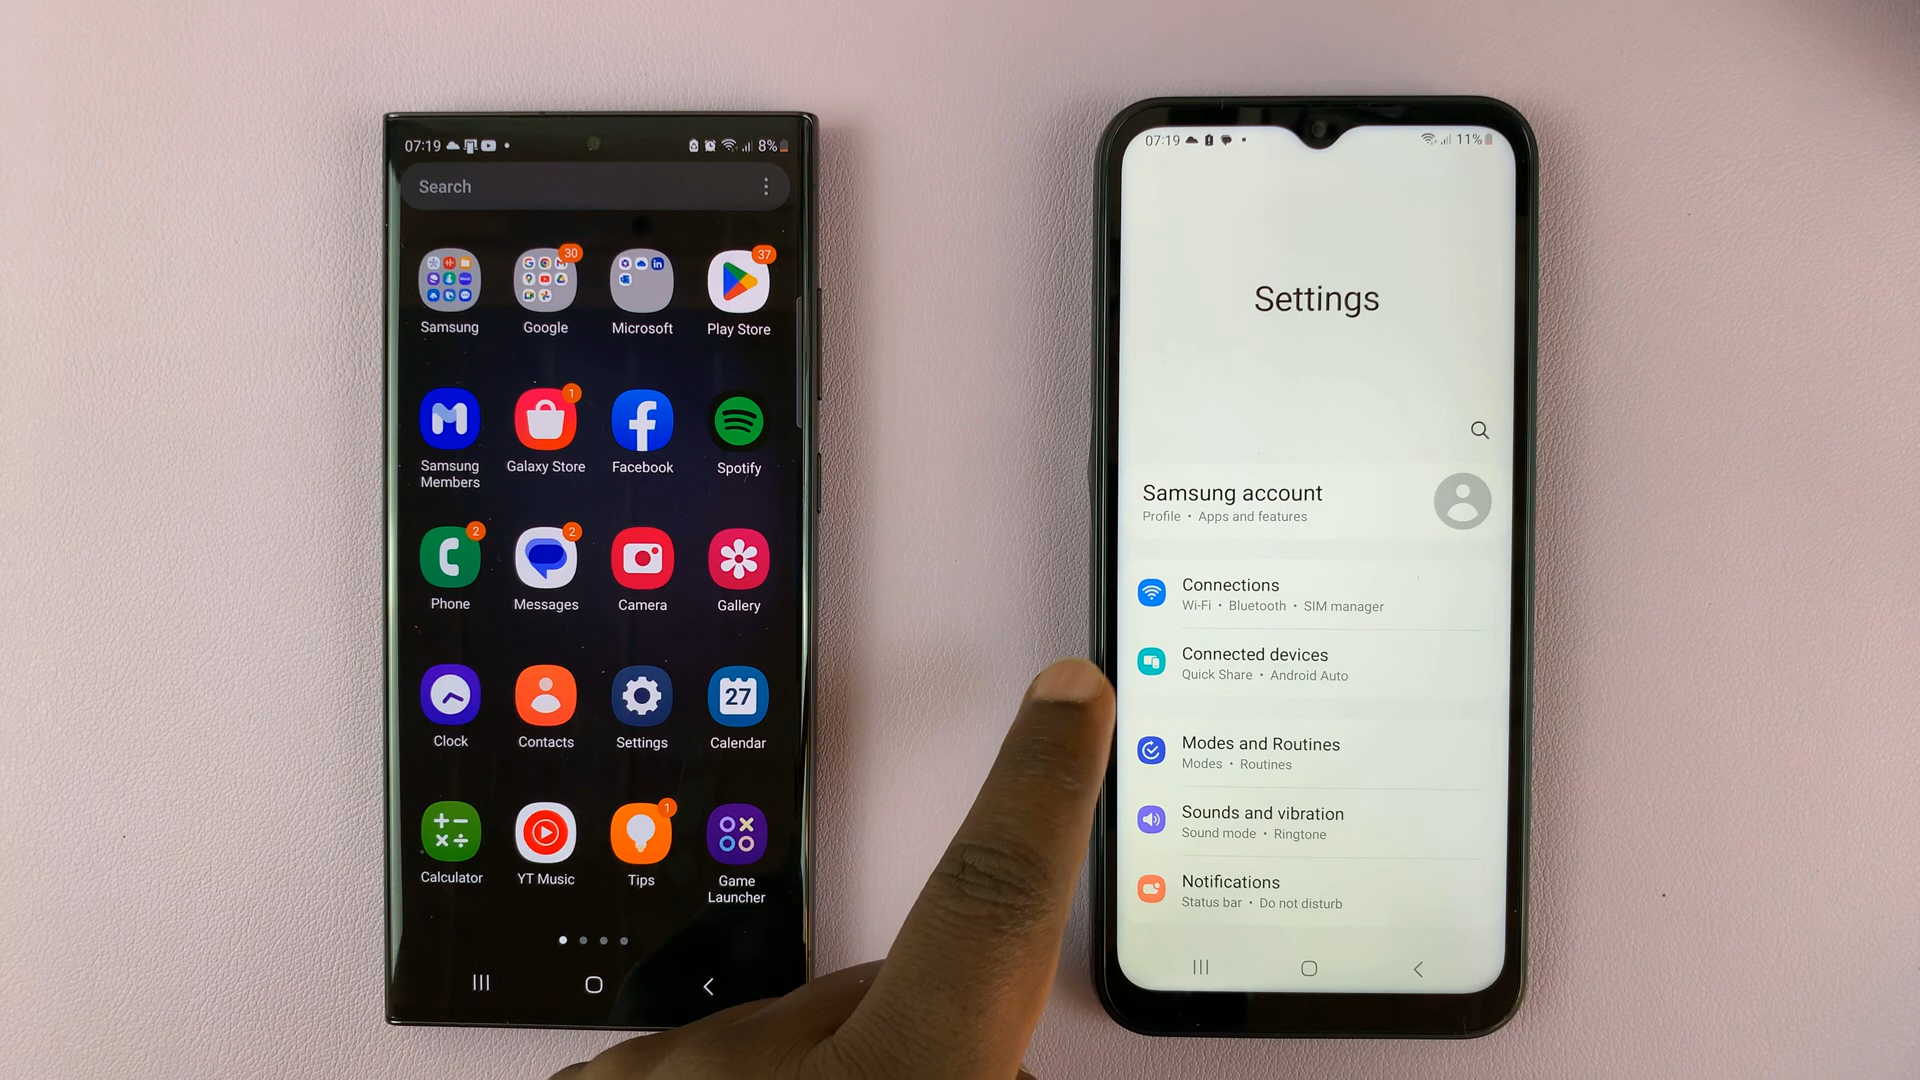 07:19
8%
Search
30
37
Samsung
Google
Microsoft
Play Store
1
Samsung Members
Galaxy Store
Facebook
Spotify
2
2
Phone
Messages
Camera
Gallery
27
Clock
Contacts
Settings
Calendar
1
Calculator
YT Music
Tips
Game Launcher
07:19
11%
Settings
Samsung account
Profile • Apps and features
Connections
Wi-Fi • Bluetooth • SIM manager
Connected devices
Quick Share • Android Auto
Modes and Routines
Modes • Routines
Sounds and vibration
Sound mode • Ringtone
Notifications
Status bar • Do not disturb